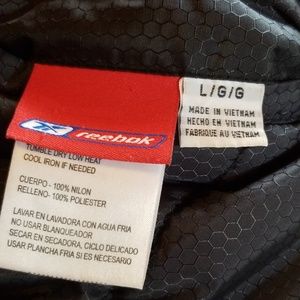 Reebok
L/G/G
MADE IN VIETNAM
HECHO EN VIETNAM
FABRIQUE AU VIETNAM
TUMBLE DRY LOW HEAT
COOL IRON IF NEEDED
CUERPO - 100% NILON
RELLENO- 100% POLIESTER
LAVAR EN LAVADORA CON AGUA FRIA
NO USAR BLANQUEADOR
SECAR EN SECADORA, CICLO DELICADO
USAR PLANCHA FRIA SI ES NECESARIO